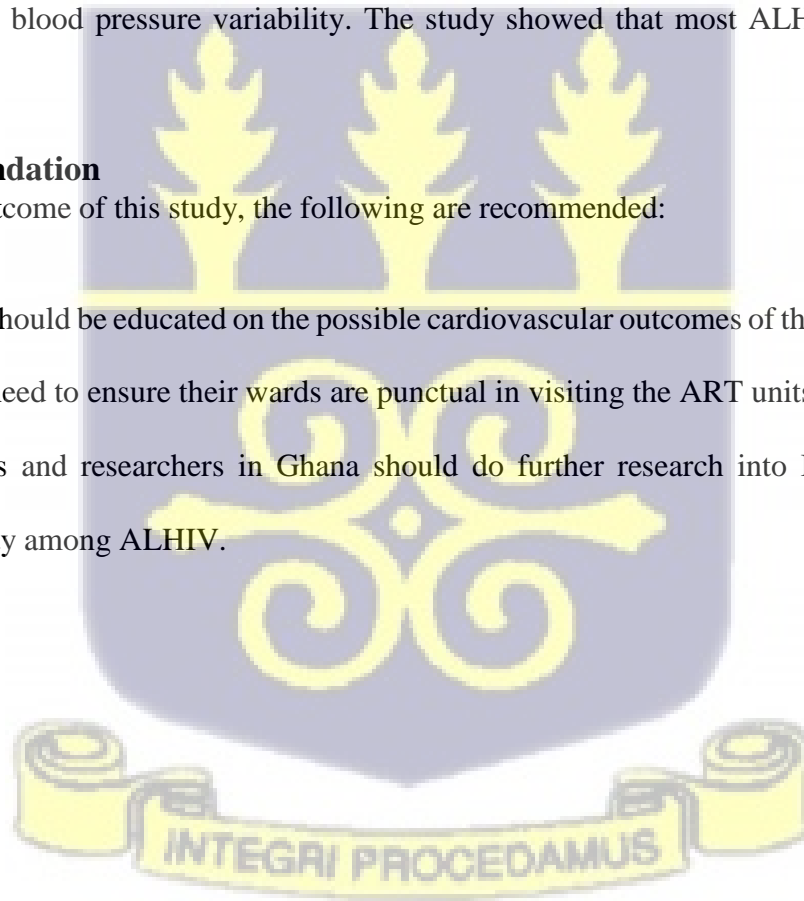 blood pressure variability. The study showed that most ALH
ndation
tcome of this study, the following are recommended:
hould be educated on the possible cardiovascular outcomes of th
eed to ensure their wards are punctual in visiting the ART units
s and researchers in Ghana should do further research into
y among ALHIV.
INTEGRI PROCEDAMUS